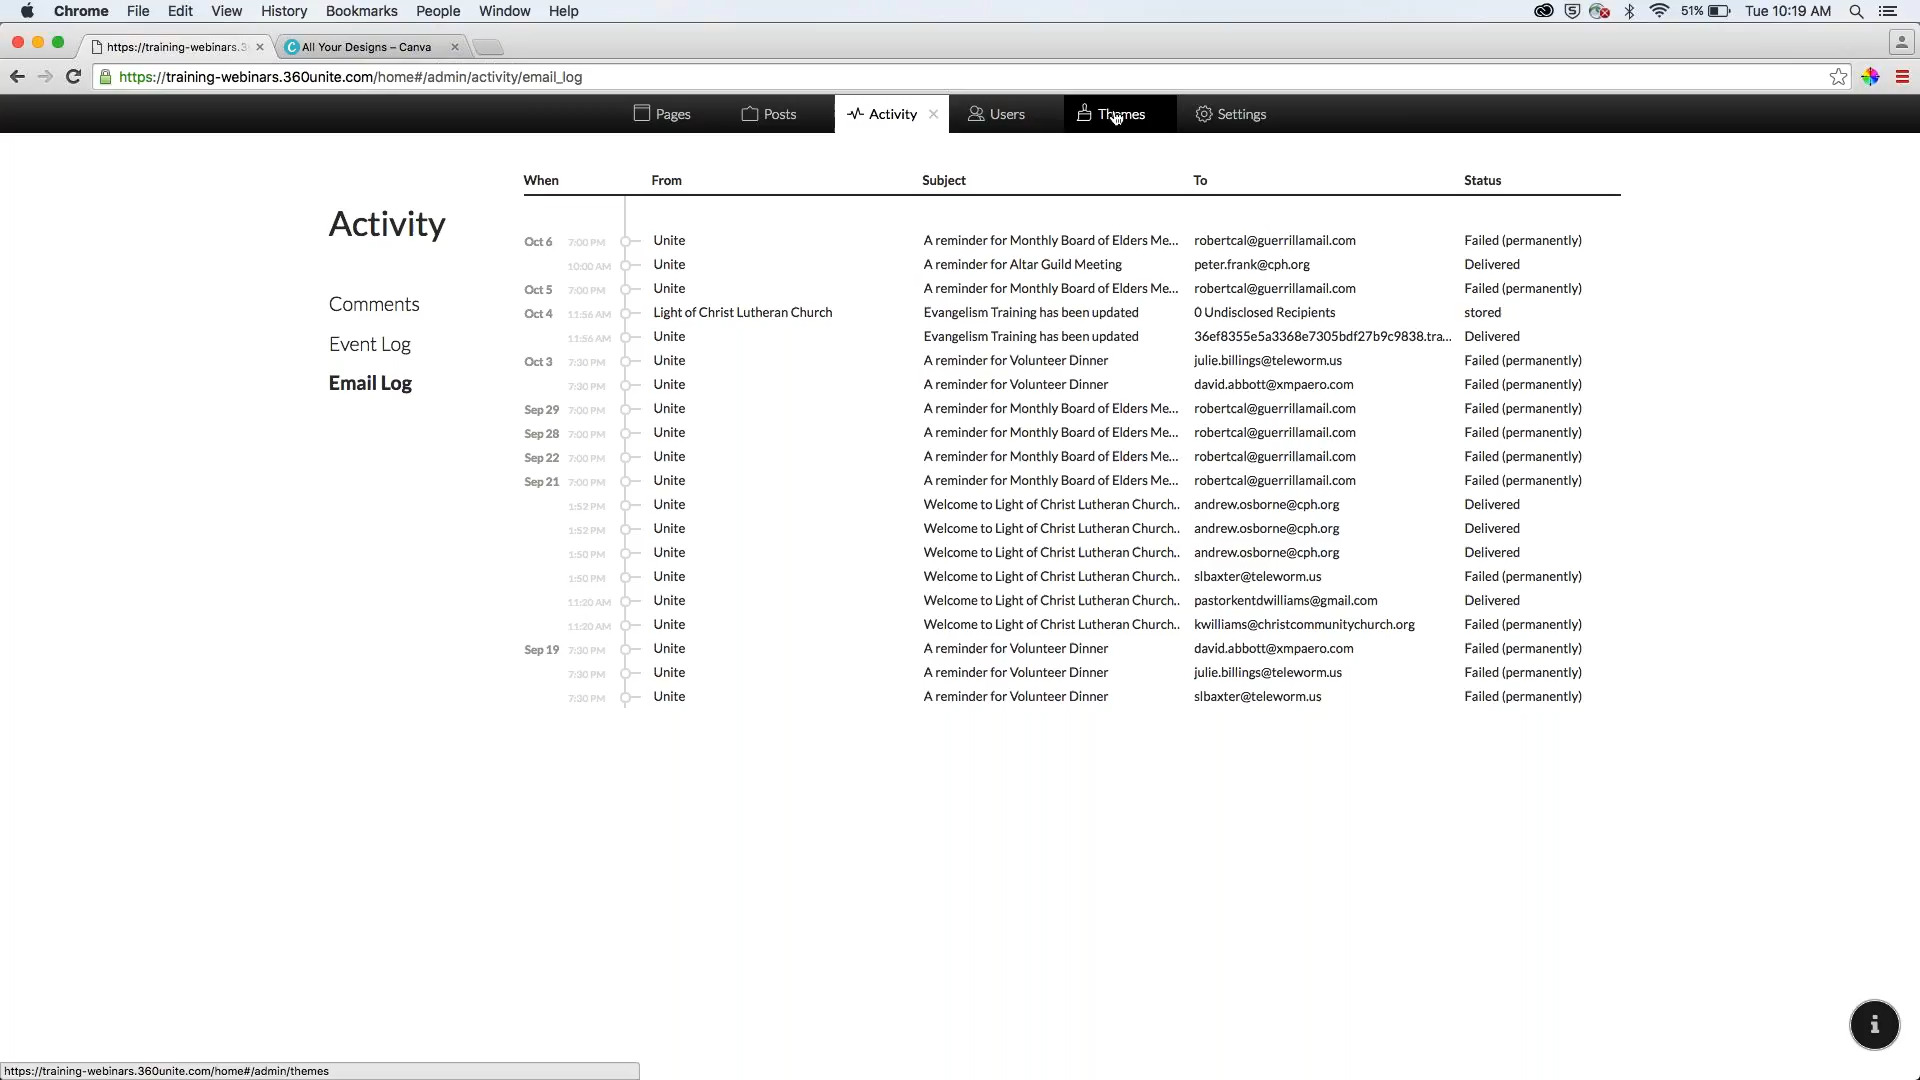 Chrome File Edit View History Bookmarks People Window Help 51% Tue 10:19 AM
https://training-webinars.3 All Your Designs – Canva
https://training-webinars.360unite.com/home#/admin/activity/email_log
Pages Posts Activity Users Themes Settings
When From Subject To Status
Activity
Comments
Event Log
Email Log
Oct 6 7:00 PM Unite A reminder for Monthly Board of Elders Me... robertcal@guerrillamail.com Failed (permanently)
10:00 AM Unite A reminder for Altar Guild Meeting peter.frank@cph.org Delivered
Oct 5 7:00 PM Unite A reminder for Monthly Board of Elders Me... robertcal@guerrillamail.com Failed (permanently)
Oct 4 11:56 AM Light of Christ Lutheran Church Evangelism Training has been updated 0 Undisclosed Recipients stored
11:56 AM Unite Evangelism Training has been updated 36ef8355e5a3368e7305bdf27b9c9838.tra... Delivered
Oct 3 7:30 PM Unite A reminder for Volunteer Dinner julie.billings@teleworm.us Failed (permanently)
7:30 PM Unite A reminder for Volunteer Dinner david.abbott@xmpaero.com Failed (permanently)
Sep 29 7:00 PM Unite A reminder for Monthly Board of Elders Me... robertcal@guerrillamail.com Failed (permanently)
Sep 28 7:00 PM Unite A reminder for Monthly Board of Elders Me... robertcal@guerrillamail.com Failed (permanently)
Sep 22 7:00 PM Unite A reminder for Monthly Board of Elders Me... robertcal@guerrillamail.com Failed (permanently)
Sep 21 7:00 PM Unite A reminder for Monthly Board of Elders Me... robertcal@guerrillamail.com Failed (permanently)
1:52 PM Unite Welcome to Light of Christ Lutheran Church.. andrew.osborne@cph.org Delivered
1:52 PM Unite Welcome to Light of Christ Lutheran Church.. andrew.osborne@cph.org Delivered
1:50 PM Unite Welcome to Light of Christ Lutheran Church.. andrew.osborne@cph.org Delivered
1:50 PM Unite Welcome to Light of Christ Lutheran Church.. slbaxter@teleworm.us Failed (permanently)
11:20 AM Unite Welcome to Light of Christ Lutheran Church.. pastorkentdwilliams@gmail.com Delivered
11:20 AM Unite Welcome to Light of Christ Lutheran Church.. kwilliams@christcommunitychurch.org Failed (permanently)
Sep 19 7:30 PM Unite A reminder for Volunteer Dinner david.abbott@xmpaero.com Failed (permanently)
7:30 PM Unite A reminder for Volunteer Dinner julie.billings@teleworm.us Failed (permanently)
7:30 PM Unite A reminder for Volunteer Dinner slbaxter@teleworm.us Failed (permanently)
https://training-webinars.360unite.com/home#/admin/themes